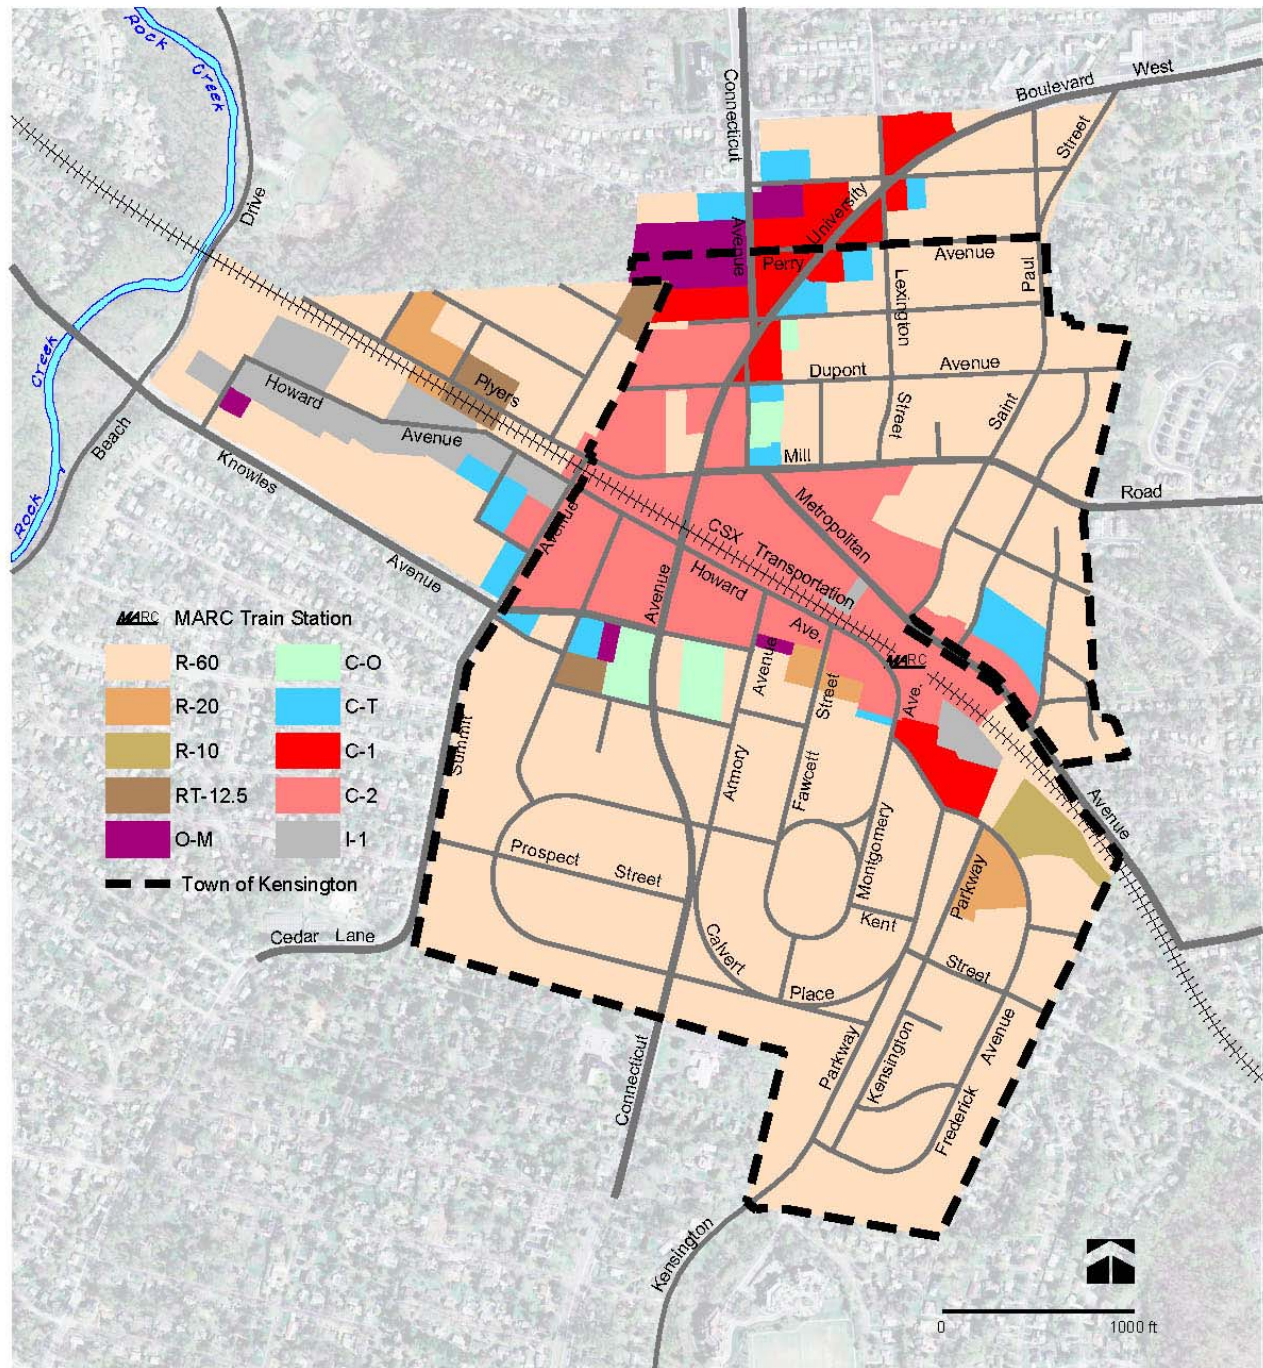 ROCK
CREEK
Connecticut
Boulevard
West
Street
Drive
University
Avenue
Perry
Avenue
Paul
Lexington
Creek
Dupont
Avenue
Howard
Plyers
Street
Saint
Beach
Avenue
Mill
Knowles
Metropolitan
Road
Rock
Avenue
CSX
Transportation
Avenue
Howard
Avenue
Ave.
MARC
MARC Train Station
R-60
C-O
R-20
C-T
R-10
C-1
RT-12.5
C-2
O-M
I-1
Town of Kensington
Avenue
Street
Ave.
Summit
Armory
Fawcett
Avenue
Montgomery
Prospect
Street
Parkway
Kent
Cedar Lane
Calvert
Street
Place
Avenue
Parkway
Kensington
Connecticut
Frederick
Kensington
0
1000 ft